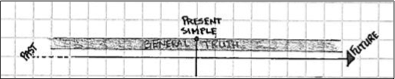 PRESENT
SIMPLE
PAST
GENERAL TRUTH
FUTURE